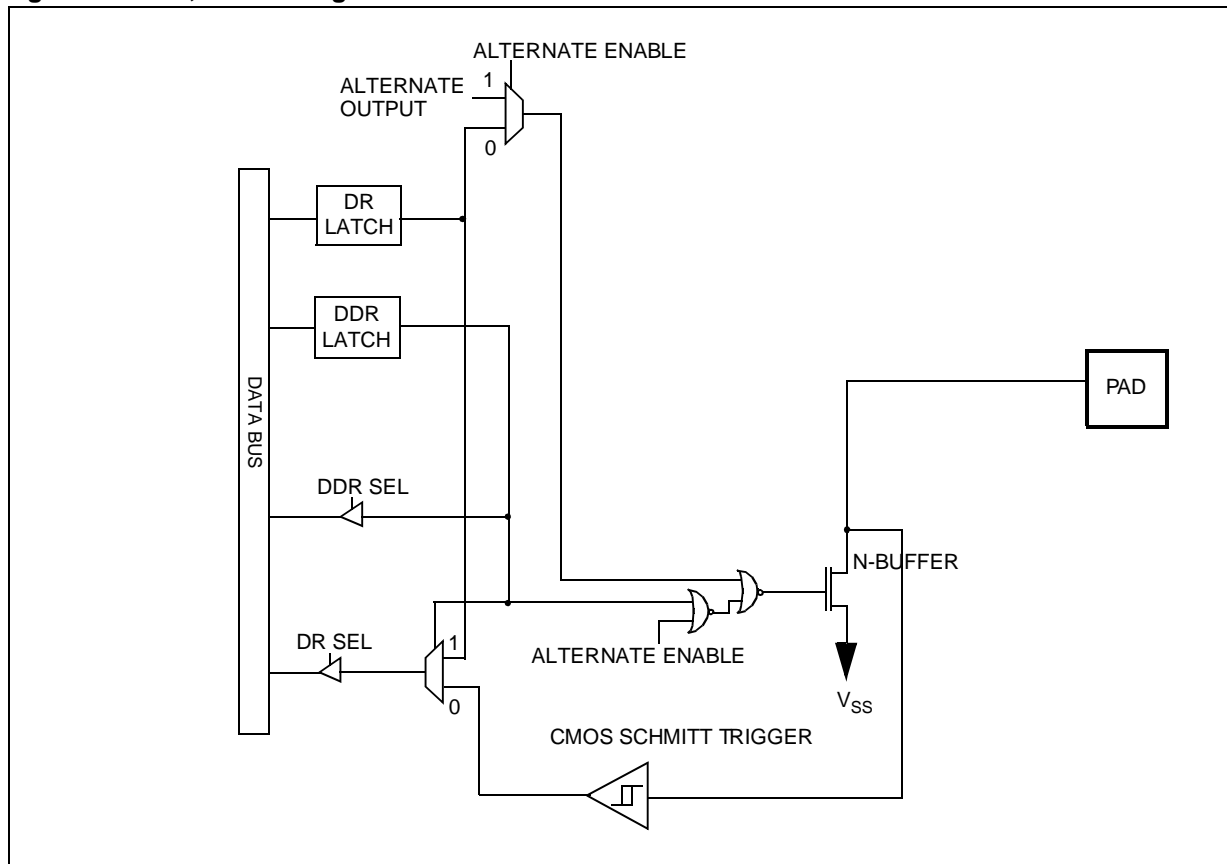 ALTERNATE ENABLE
ALTERNATE
OUTPUT
1
0
DR
LATCH
DDR
LATCH
DATA BUS
PAD
DDR SEL
N-BUFFER
DR SEL
1
ALTERNATE ENABLE
0
VSS
CMOS SCHMITT TRIGGER